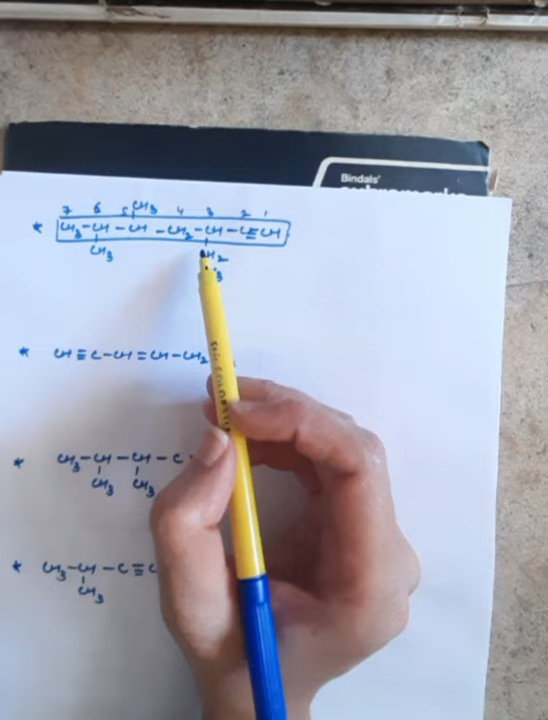 Bindals'
7 6 5 CH3 4 3 2 1
* CH3-CH-CH-CH2-CH-C≡CH
CH3 CH2
3
* CH≡C-CH=CH-CH2
* CH3-CH-CH-C
CH3 CH3
* CH3-CH-C≡C
CH3